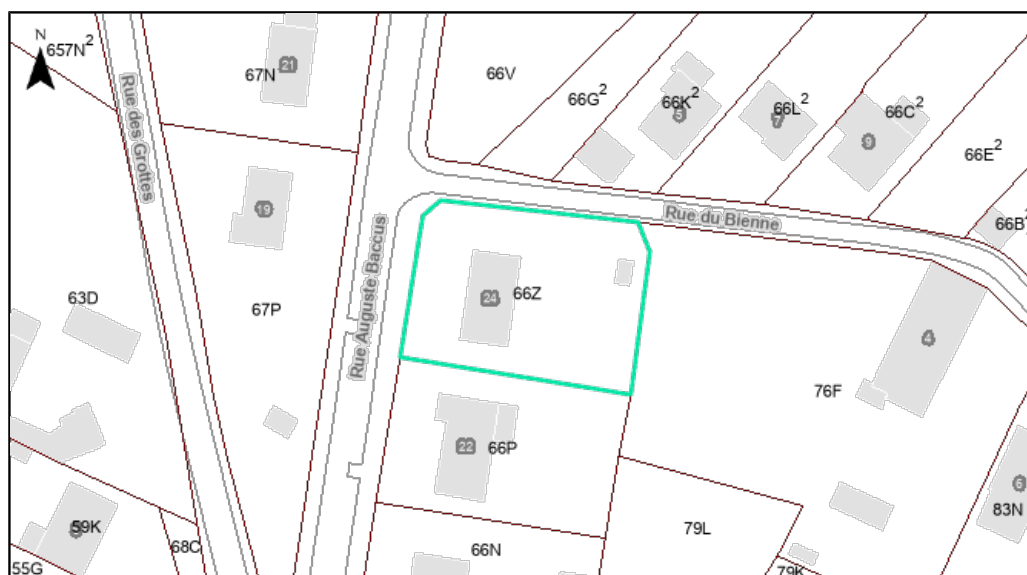 N
657N²
Rue des Grottes
67N
21
66V
66G²
66K²
5
66L²
7
66C²
9
66E²
66B²
Rue du Bienne
19
67P
63D
Rue Auguste Baccus
24
66Z
4
76F
22
66P
6
83N
79L
59K
68C
66N
55G
79K